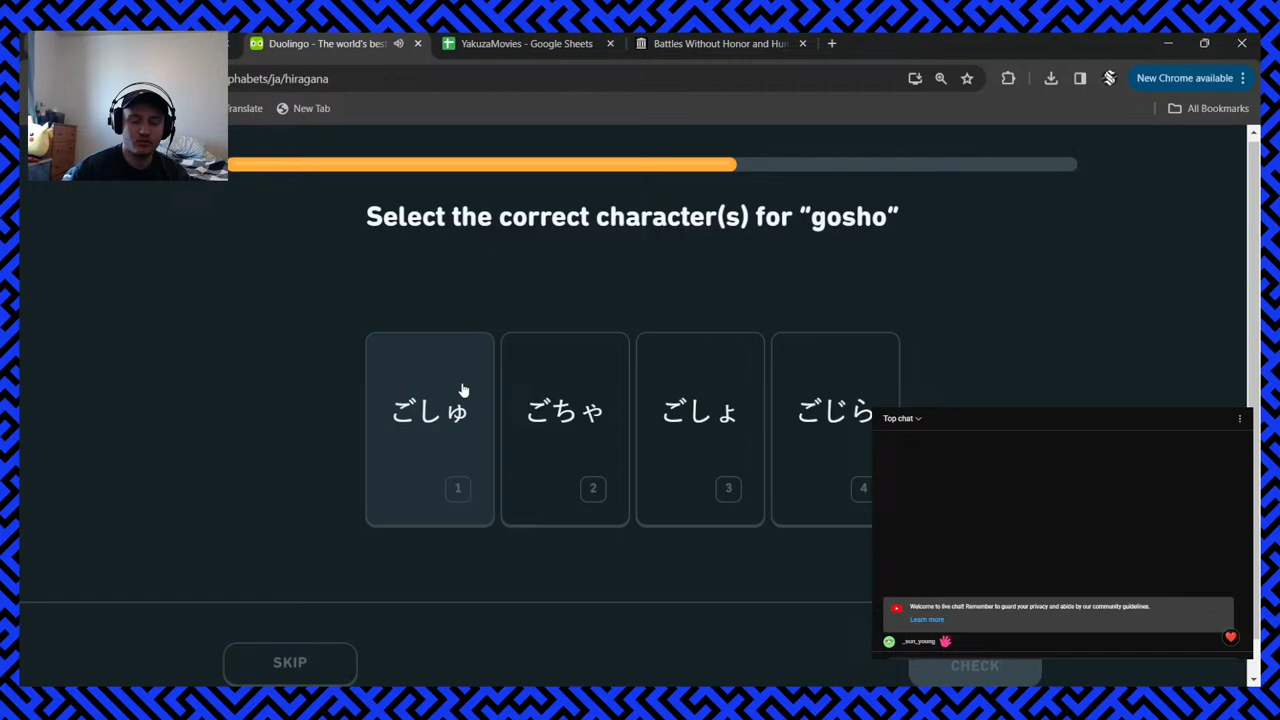 Duolingo - The world's bes
YakuzaMovies - Google Sheets
Battles Without Honor and Hun
phabets/ja/hiragana
New Chrome available
Translate
New Tab
All Bookmarks
Select the correct character(s) for “gosho”
ごしゅ
ごちゃ
ごしょ
ごじら
1
2
3
4
Top chat
Welcome to live chat! Remember to guard your privacy and abide by our community guidelines.
Learn more
_sun_young
SKIP
CHECK